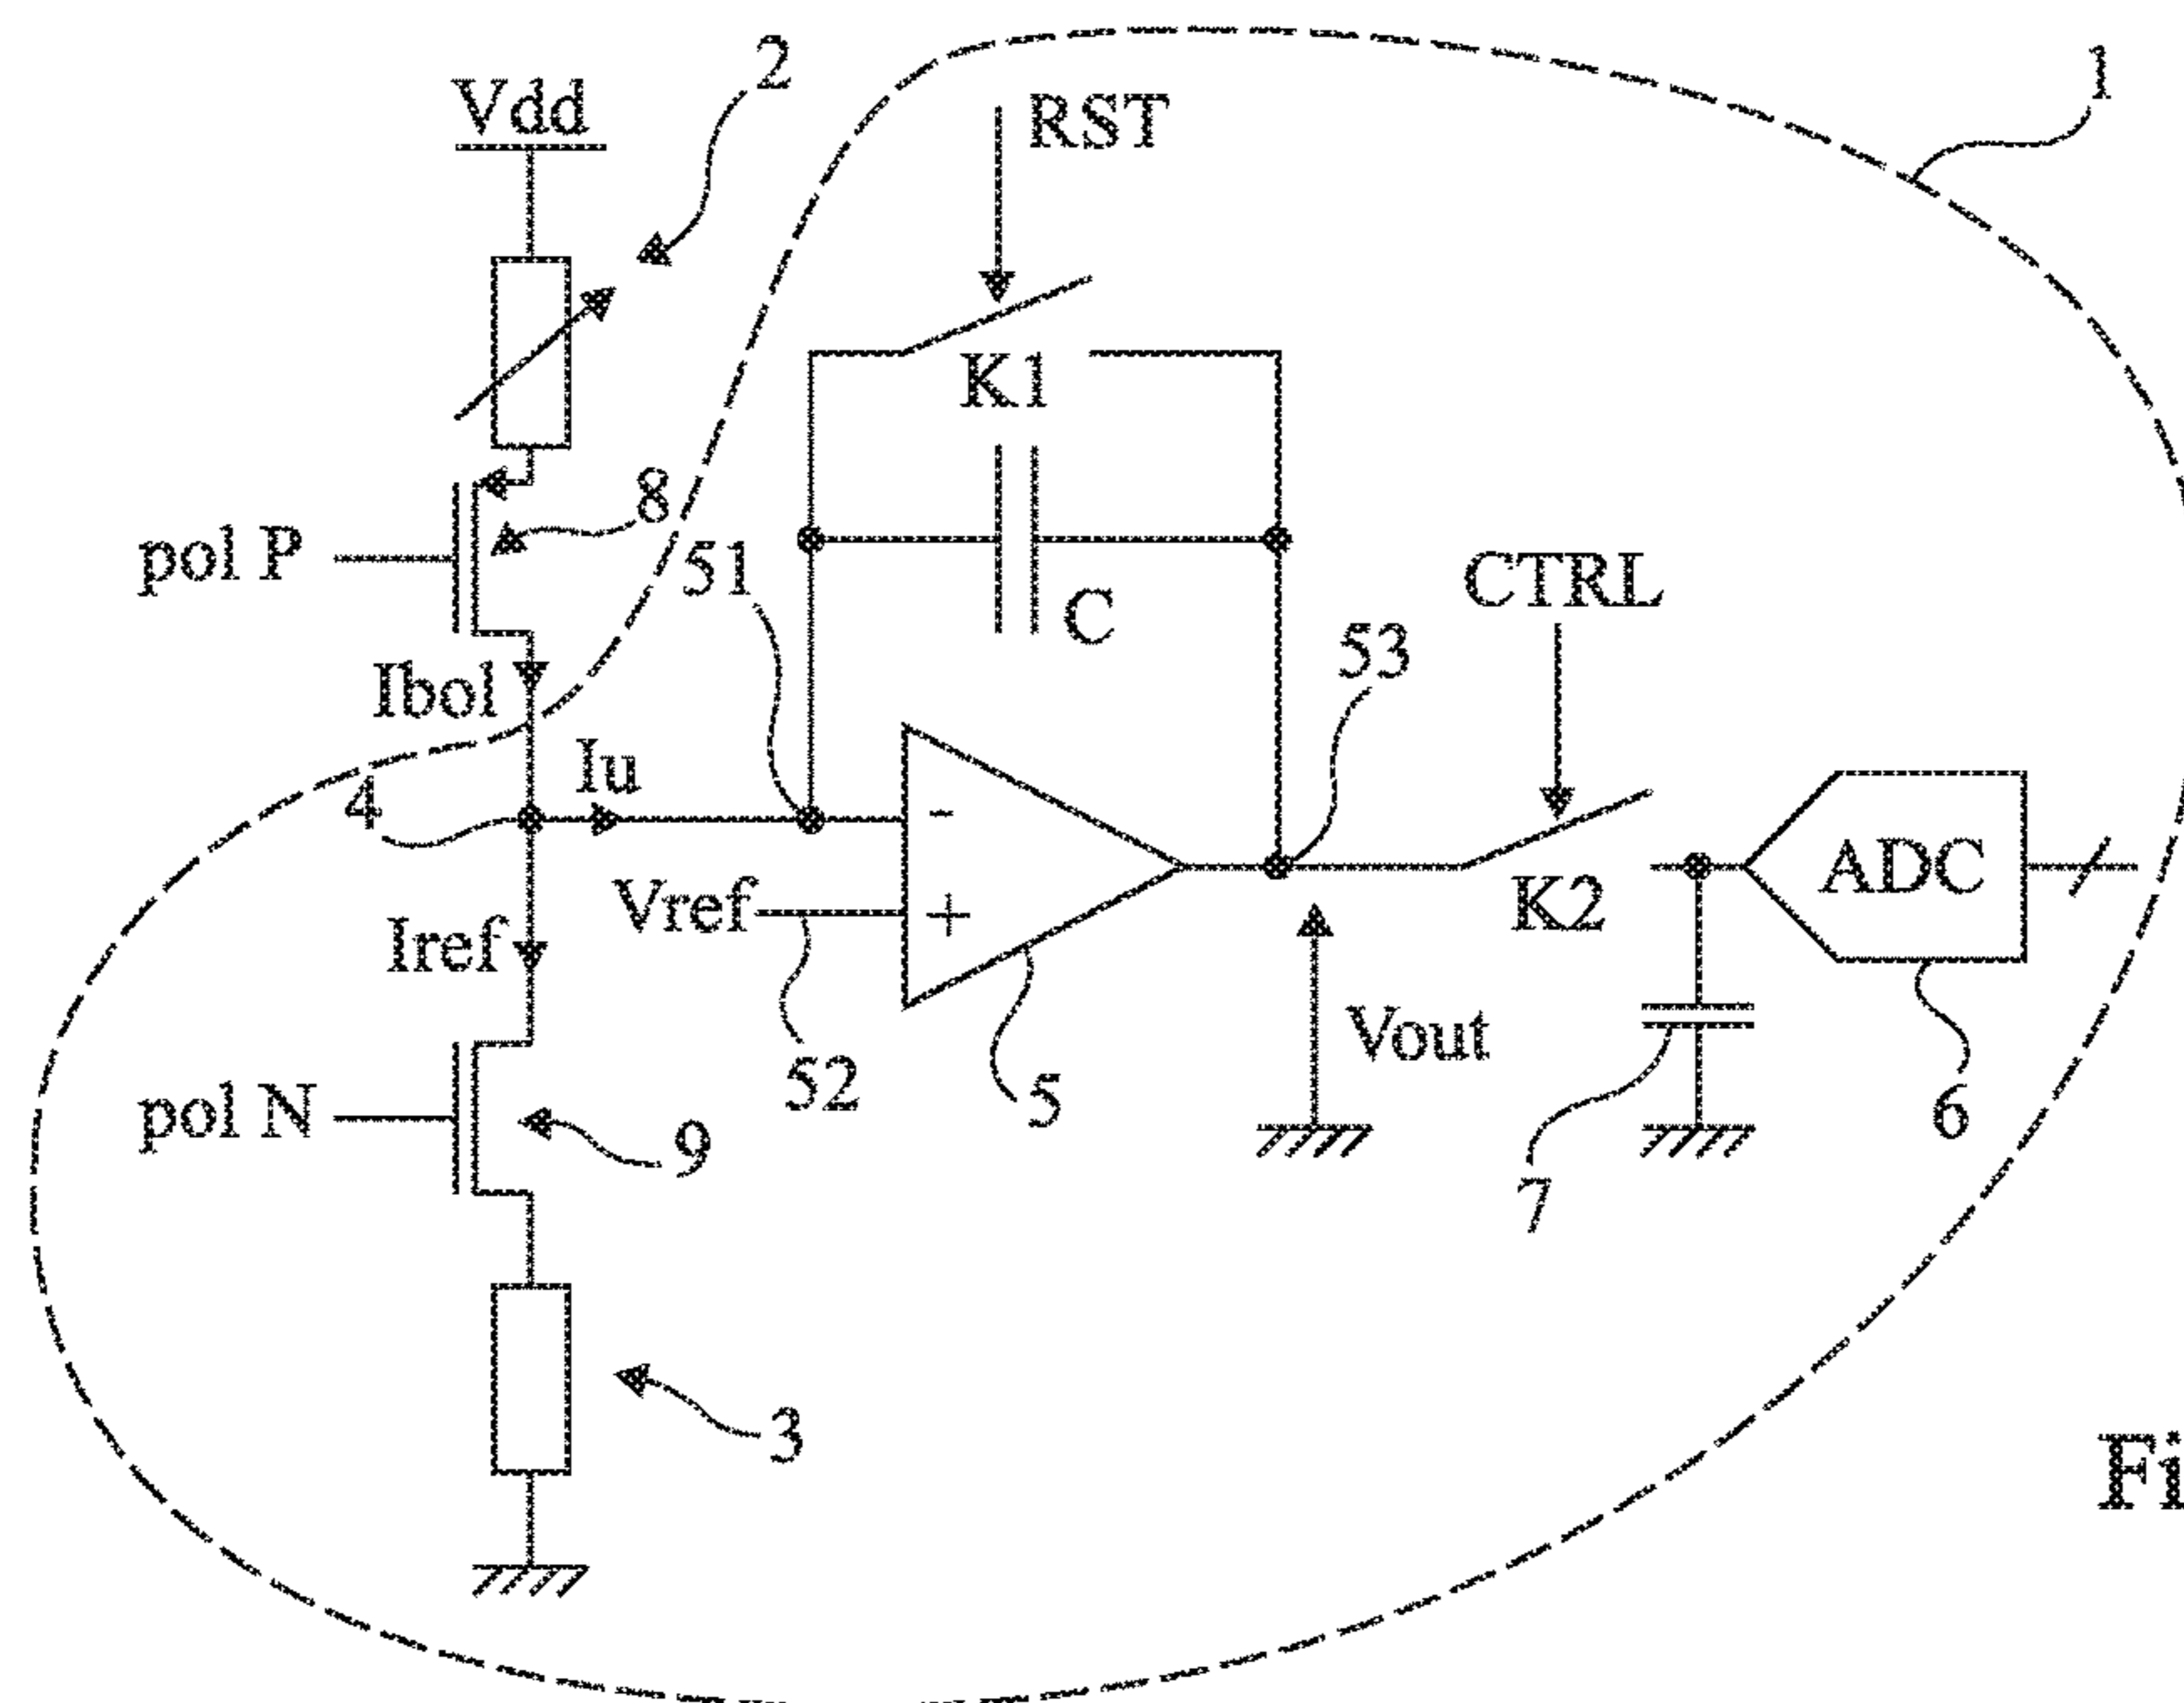 2
1
Vdd
RST
K1
8
pol P
51
C
CTRL
53
Ibol
Iu
4
-
ADC
Vref
+
K2
Iref
Vout
52
5
6
pol N
9
7
3
Fi